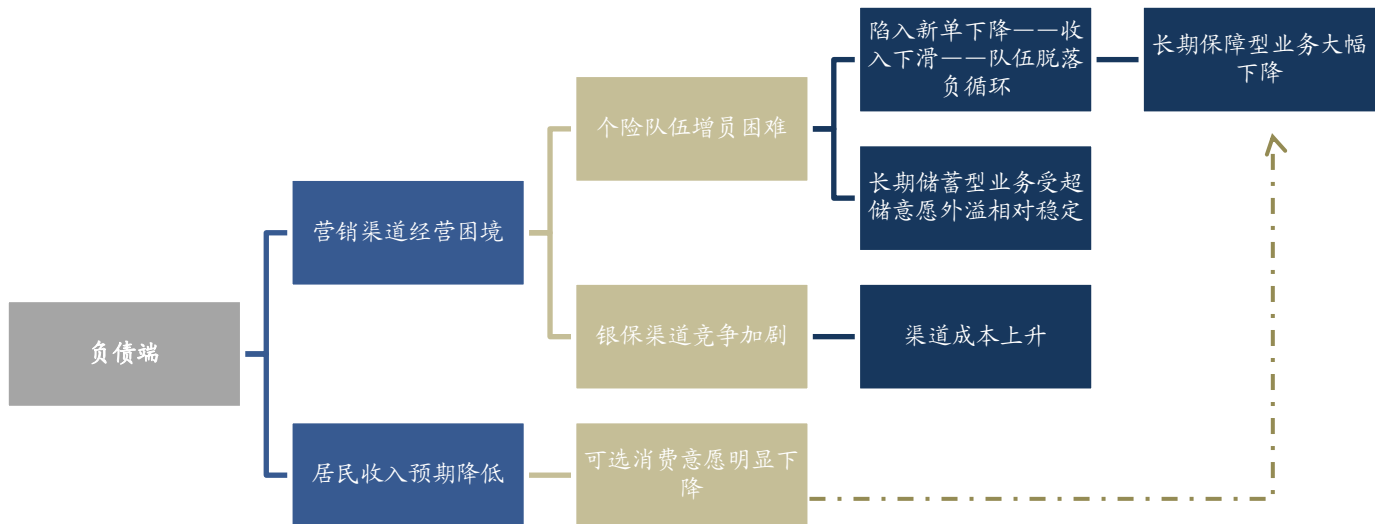 负债端
营销渠道经营困境
居民收入预期降低
个险队伍增员困难
银保渠道竞争加剧
可选消费意愿明显下
降
陷入新单下降——收
入下滑——队伍脱落
负循环
长期储蓄型业务受超
储意愿外溢相对稳定
渠道成本上升
长期保障型业务大幅
下降